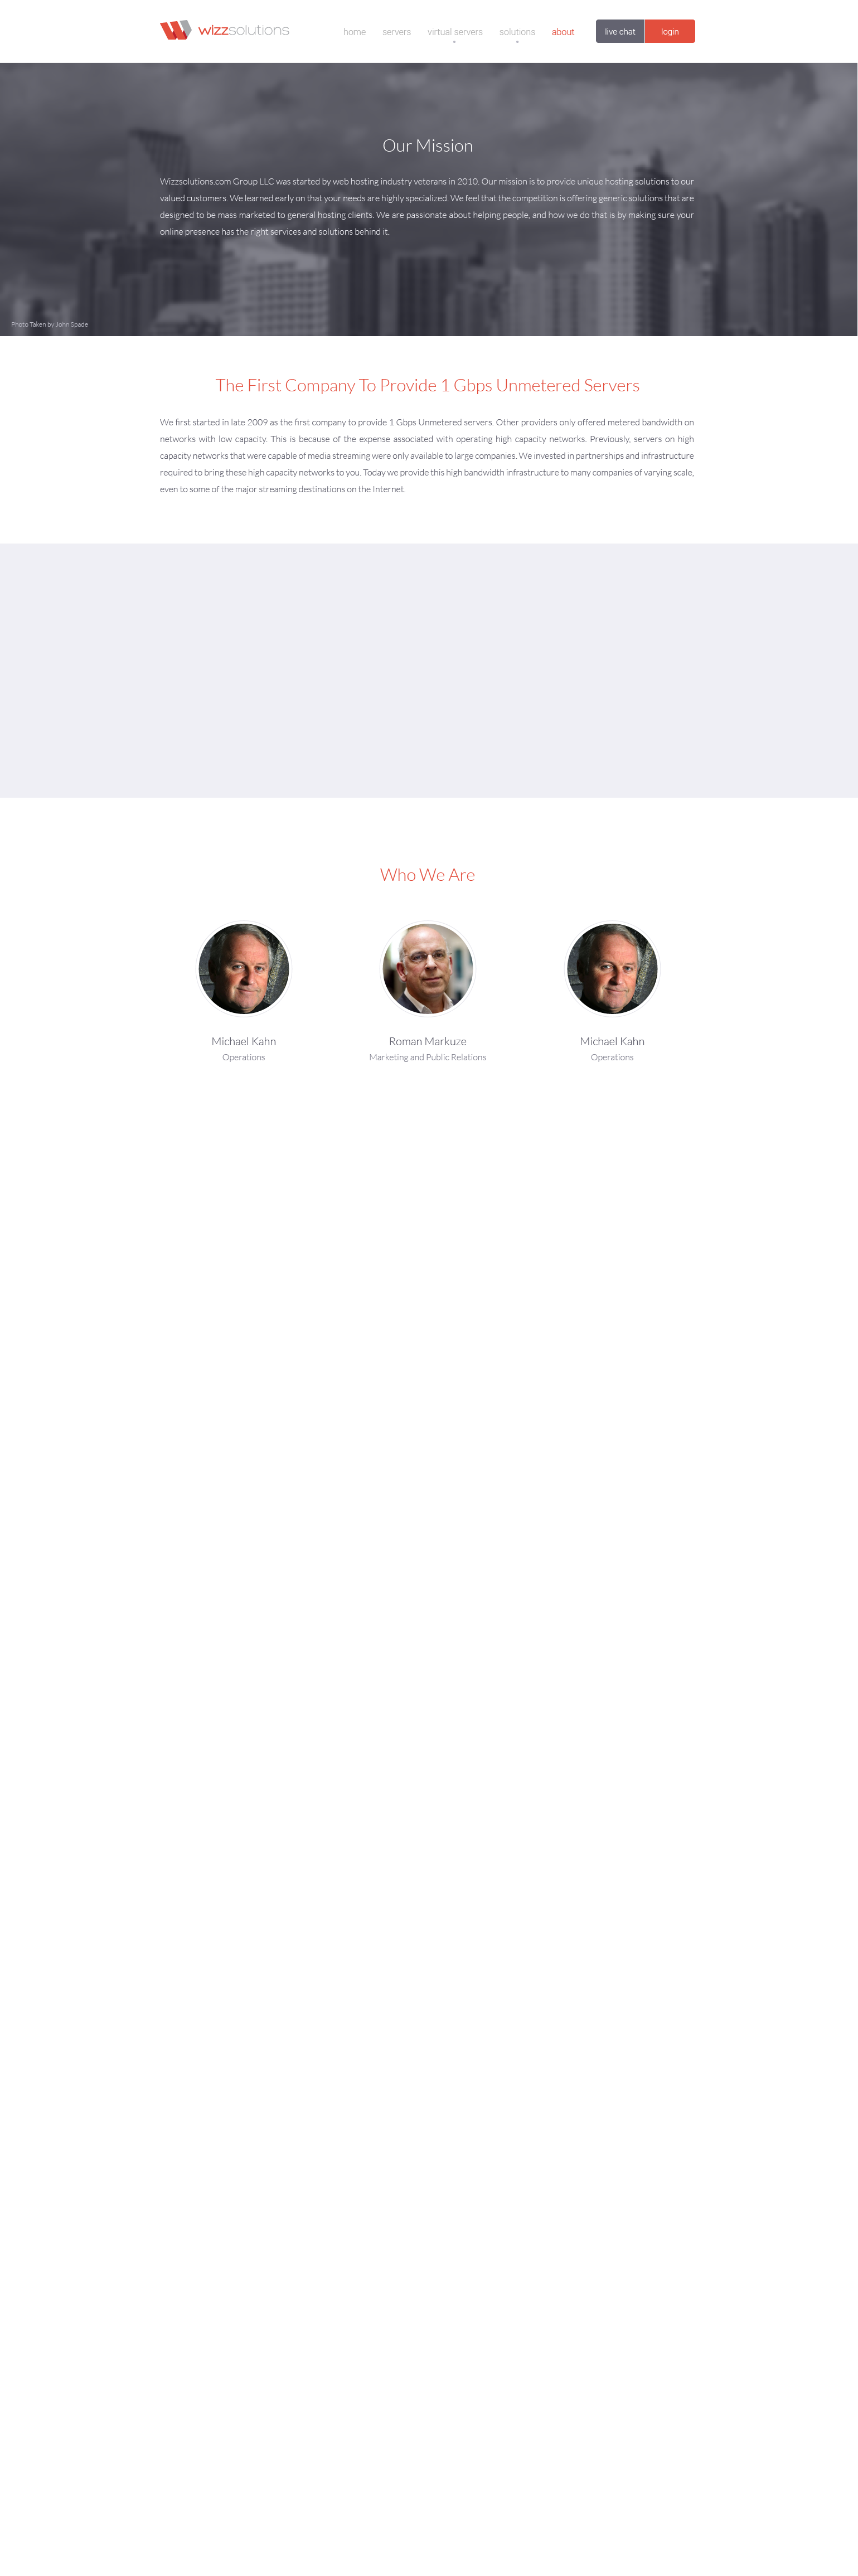 wizzsolutions
home servers virtual servers solutions about live chat login
Our Mission
Wizzsolutions.com Group LLC was started by web hosting industry veterans in 2010. Our mission is to provide unique hosting solutions to our
valued customers. We learned early on that your needs are highly specialized. We feel that the competition is offering generic solutions that are
designed to be mass marketed to general hosting clients. We are passionate about helping people, and how we do that is by making sure your
online presence has the right services and solutions behind it.
Photo Taken by John Spade
The First Company To Provide 1 Gbps Unmetered Servers
We first started in late 2009 as the first company to provide 1 Gbps Unmetered servers. Other providers only offered metered bandwidth on
networks with low capacity. This is because of the expense associated with operating high capacity networks. Previously, servers on high
capacity networks that were capable of media streaming were only available to large companies. We invested in partnerships and infrastructure
required to bring these high capacity networks to you. Today we provide this high bandwidth infrastructure to many companies of varying scale,
even to some of the major streaming destinations on the Internet.
Who We Are
Michael Kahn
Operations
Roman Markuze
Marketing and Public Relations
Michael Kahn
Operations